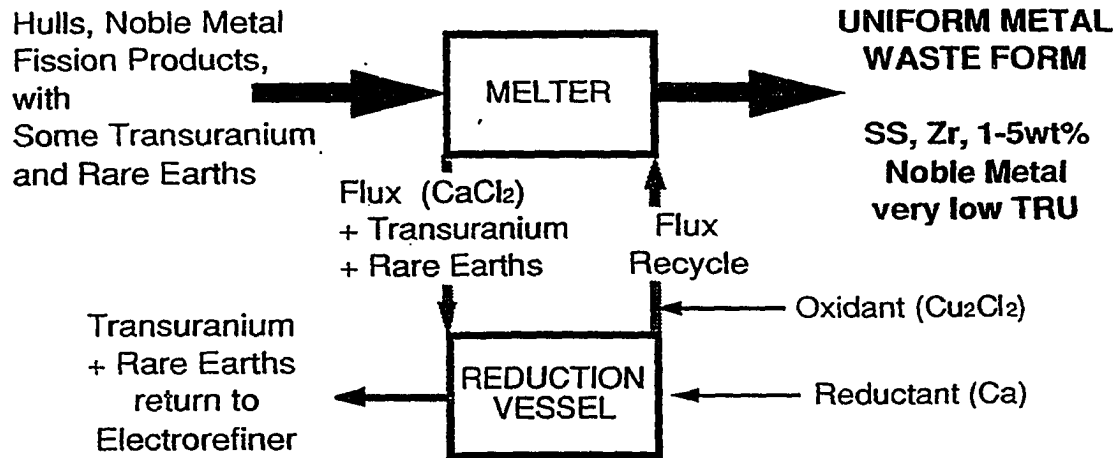 Hulls, Noble Metal
Fission Products,
with
Some Transuranium
and Rare Earths
MELTER
UNIFORM METAL
WASTE FORM
SS, Zr, 1-5wt%
Noble Metal
very low TRU
Flux (CaCl₂)
+ Transuranium
+ Rare Earths
Flux
Recycle
Oxidant (Cu₂Cl₂)
Transuranium
+ Rare Earths
return to
Electrorefiner
REDUCTION
VESSEL
Reductant (Ca)